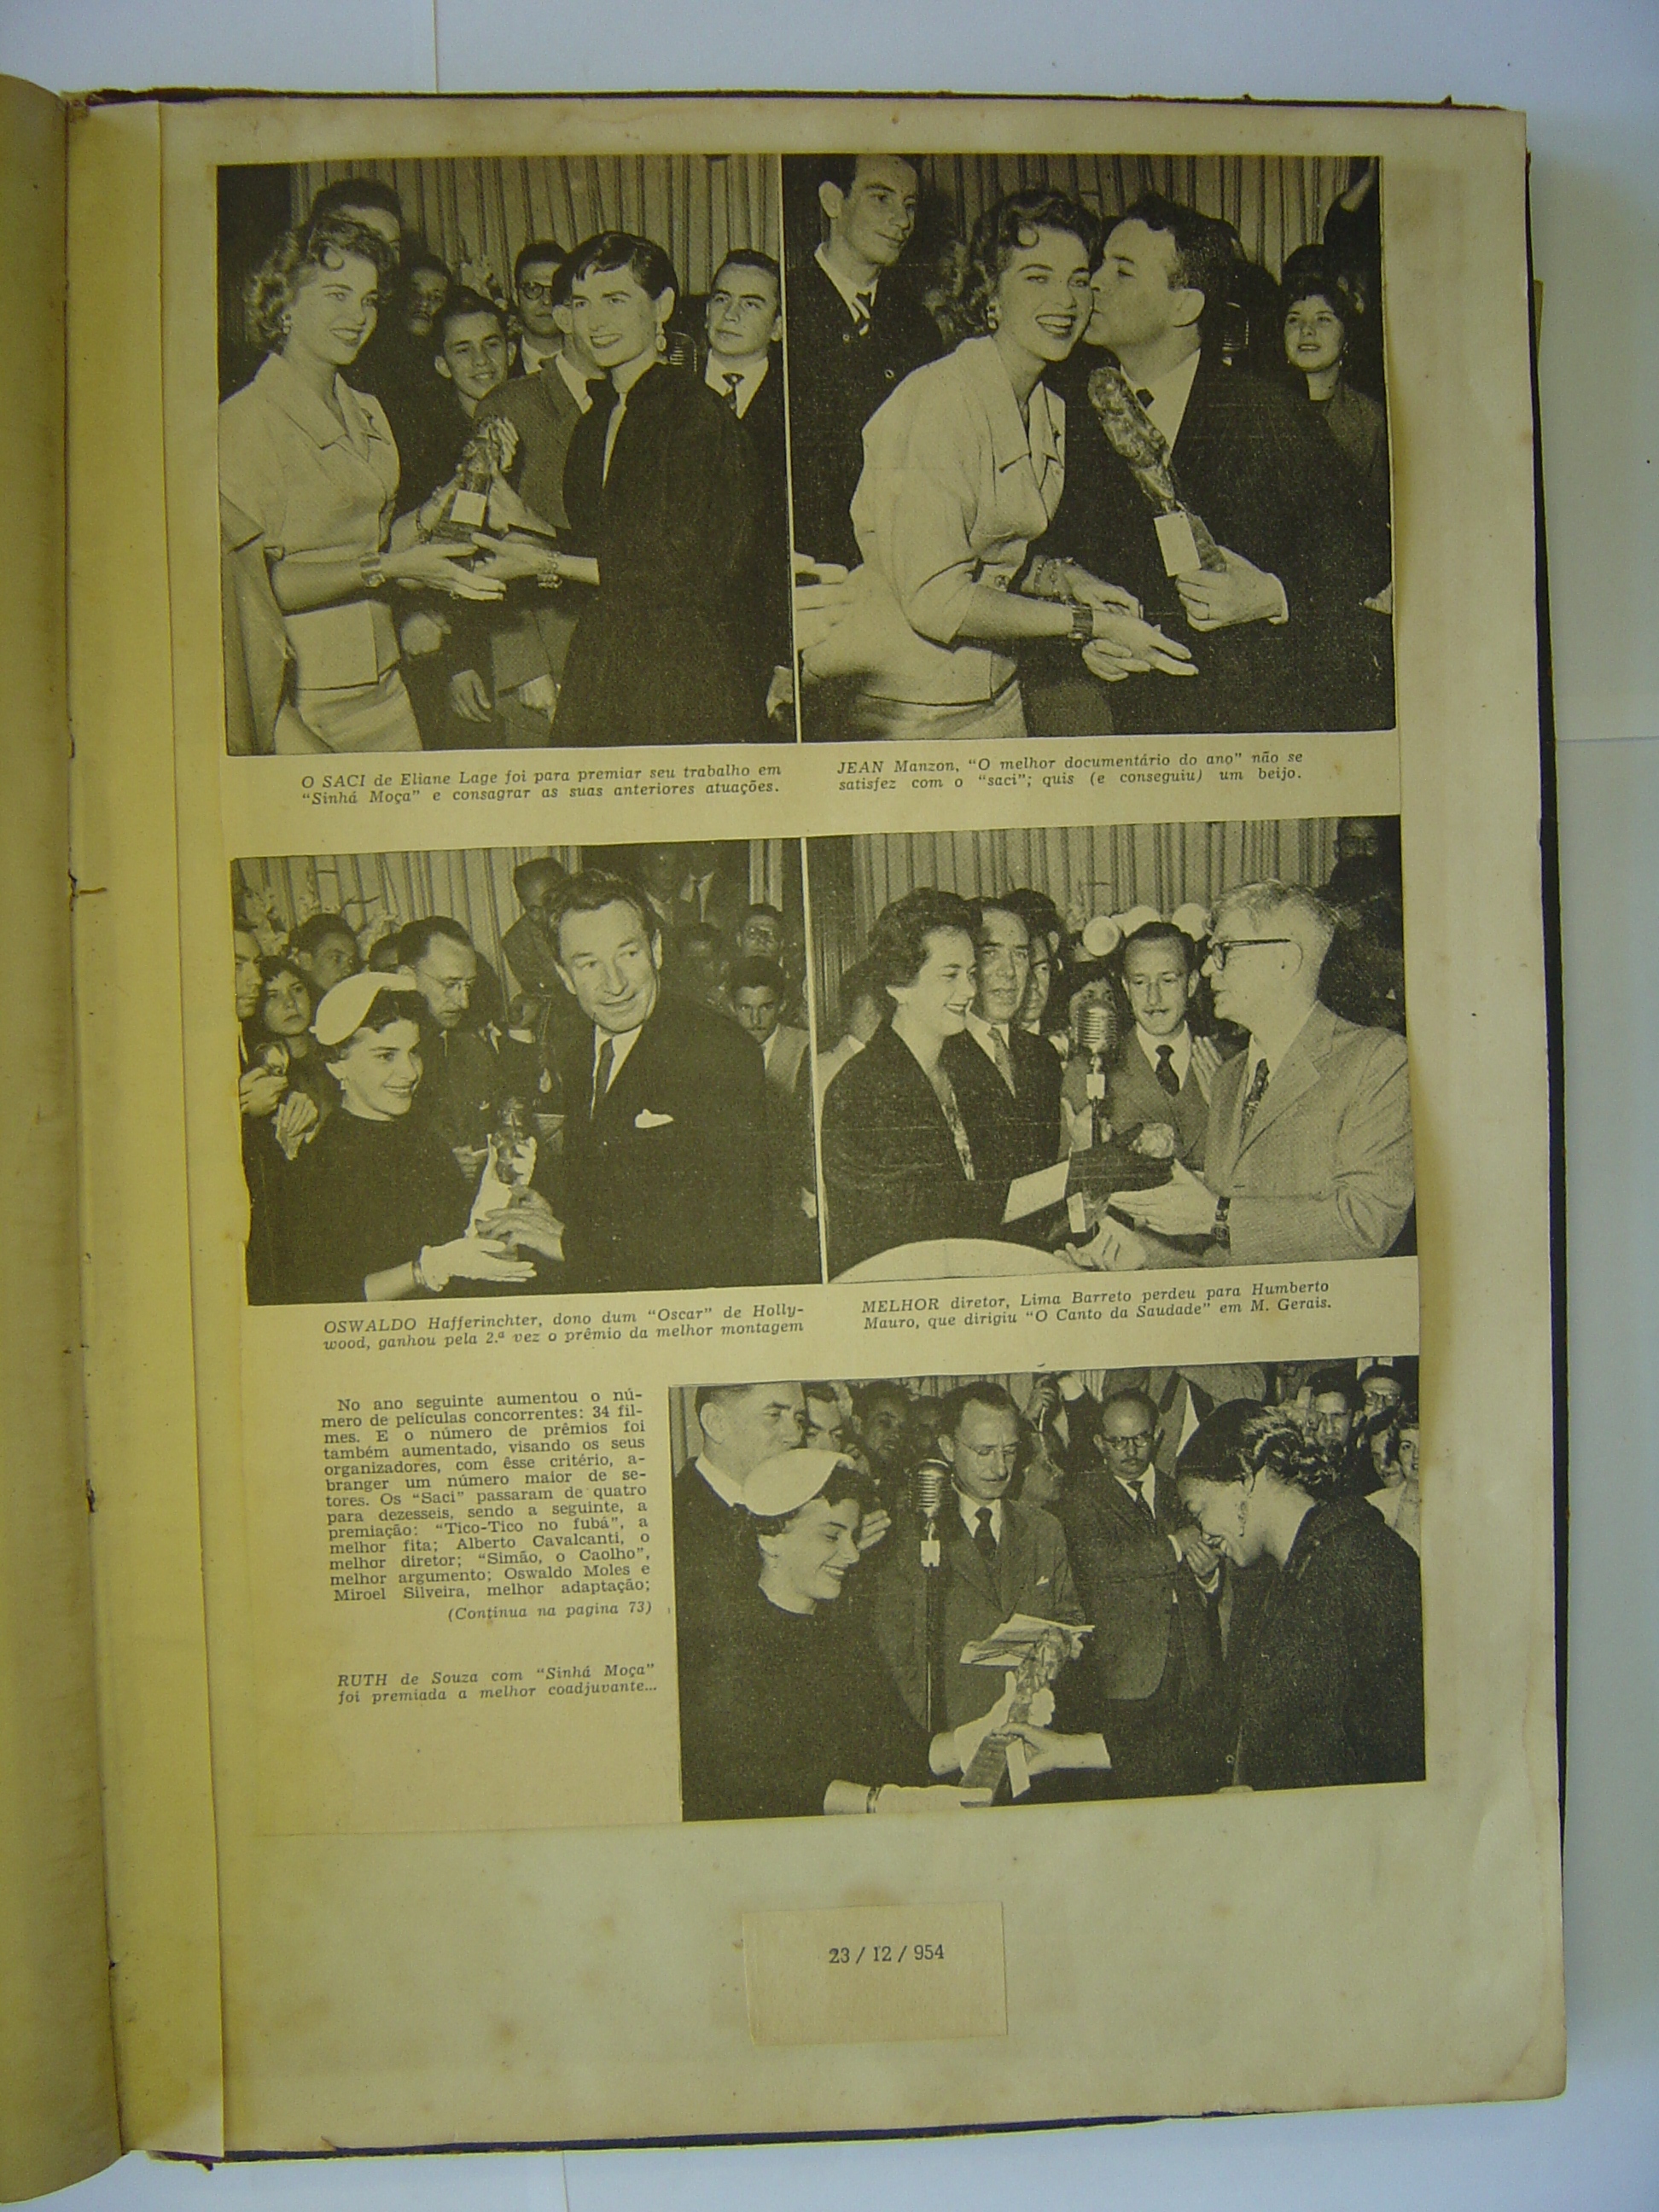 O SACI de Eliane Lage foi para premiar seu trabalho em
"Sinhá Moça" e consagrar as suas anteriores atuações.
JEAN Manzon, "O melhor documentário do ano" não se
satisfez com o "saci"; quis (e conseguiu) um beijo.
OSWALDO Hafferinchter, dono dum "Oscar" de Holly-
wood, ganhou pela 2.ª vez o prêmio da melhor montagem
MELHOR diretor, Lima Barreto perdeu para Humberto
Mauro, que dirigiu "O Canto da Saudade" em M. Gerais.
No ano seguinte aumentou o nú-
mero de películas concorrentes: 34 fil-
mes. E o número de prêmios foi
também aumentado, visando os seus
organizadores, com êsse critério, a-
branger um número maior de se-
tores. Os "Saci" passaram de quatro
para dezesseis, sendo a seguinte, a
premiação: "Tico-Tico no fubá", a
melhor fita; Alberto Cavalcanti, o
melhor diretor; "Simão, o Caolho",
melhor argumento; Oswaldo Moles e
Miroel Silveira, melhor adaptação;
(Continua na pagina 73)
RUTH de Souza com "Sinhá Moça"
foi premiada a melhor coadjuvante...
23 / 12 / 954